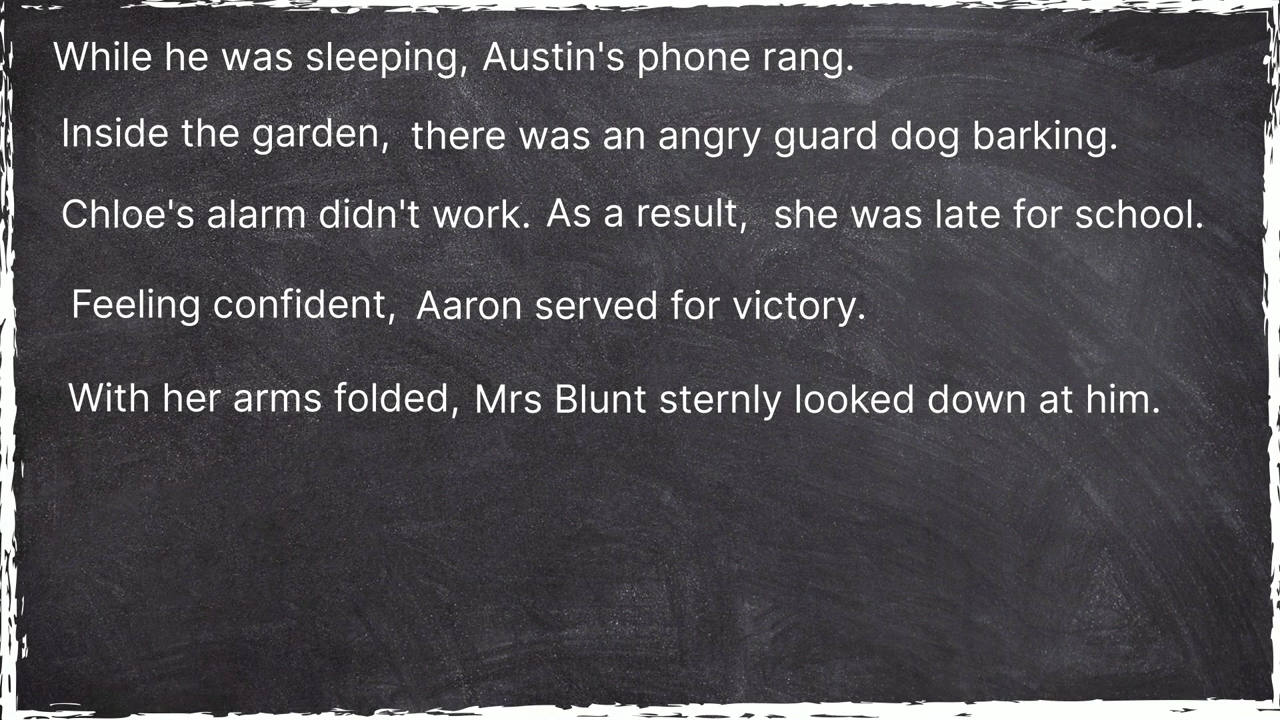 While he was sleeping, Austin's phone rang.
Inside the garden, there was an angry guard dog barking.
Chloe's alarm didn't work. As a result, she was late for school.
Feeling confident, Aaron served for victory.
With her arms folded, Mrs Blunt sternly looked down at him.